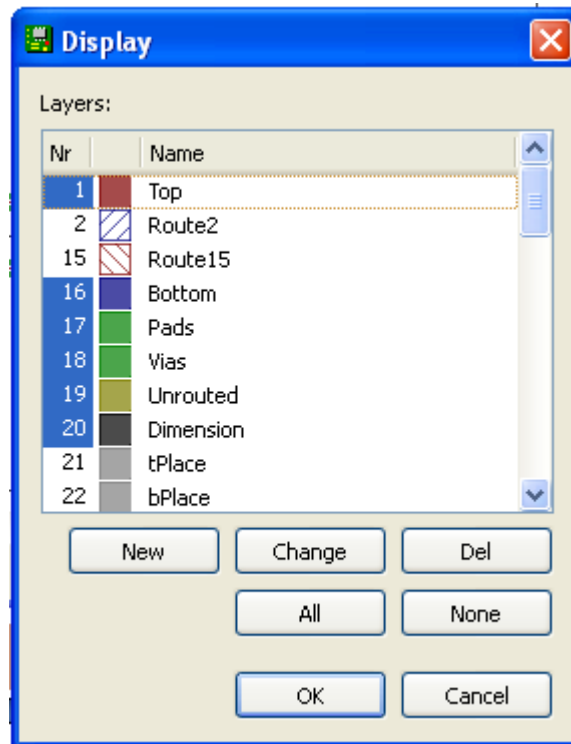 Display
Layers:
Nr Name
1 Top
2 Route2
15 Route15
16 Bottom
17 Pads
18 Vias
19 Unrouted
20 Dimension
21 tPlace
22 bPlace
New Change Del
All None
OK Cancel